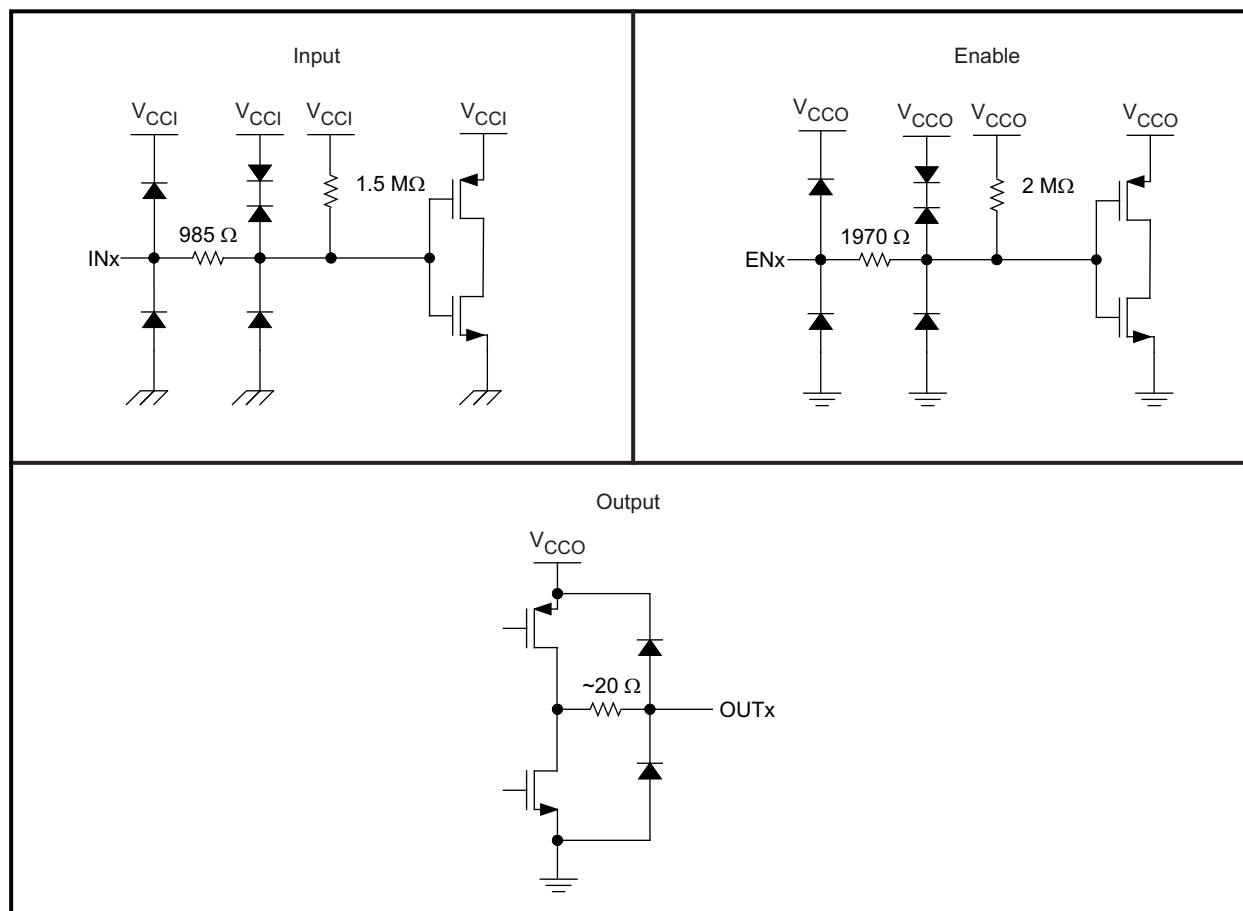 Input
V_CCI V_CCI V_CCI V_CCI
1.5 MΩ
985 Ω
INx
Enable
V_CCO V_CCO V_CCO V_CCO
2 MΩ
1970 Ω
ENx
Output
V_CCO
~20 Ω
OUTx